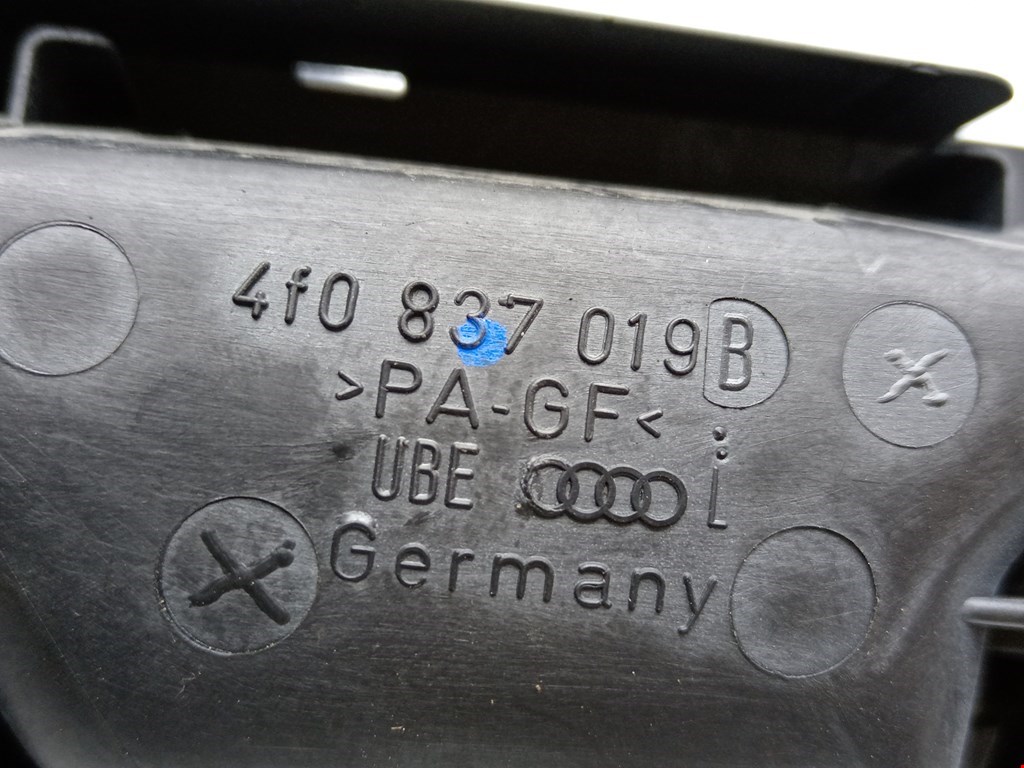 4f0 837 019 B
>PA-GF<
UBE i
Germany